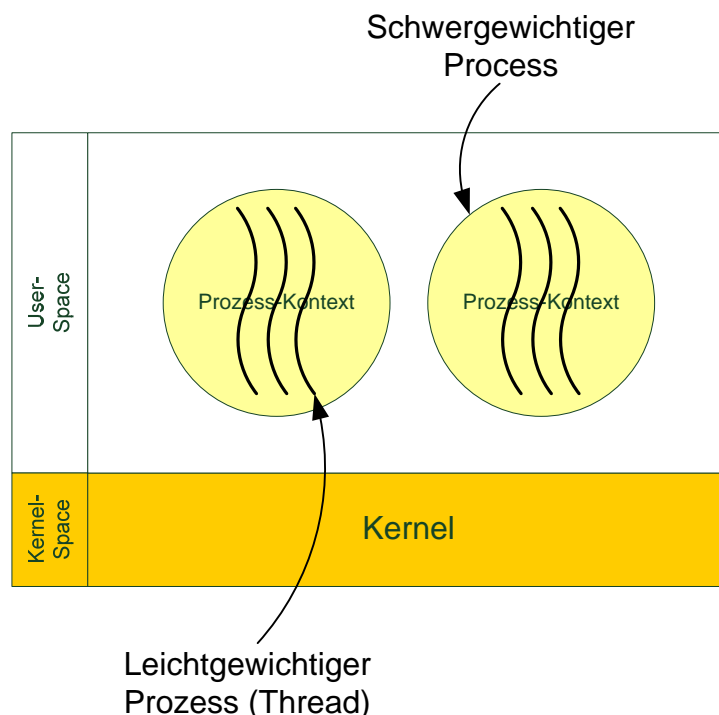 Schwergewichtiger
Process
User-
Space
Prozess-Kontext
Prozess-Kontext
Kernel-
Space
Kernel
Leichtgewichtiger
Prozess (Thread)